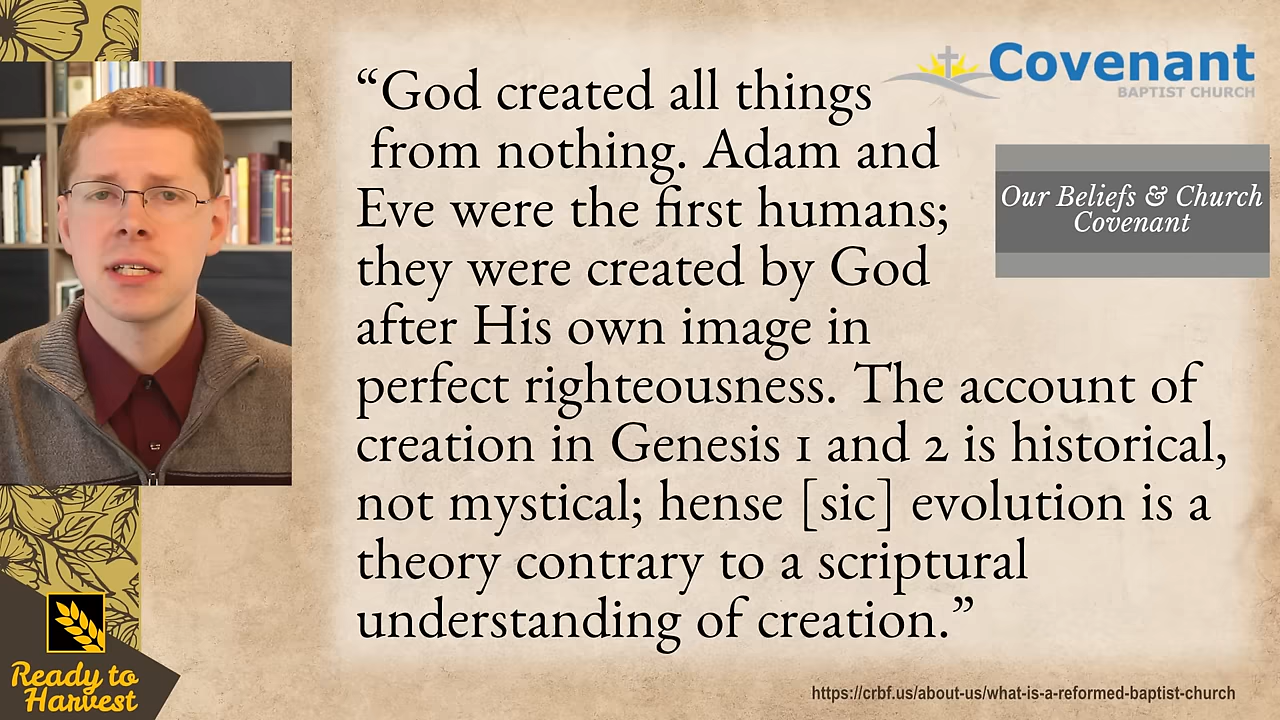 “God created all things
from nothing. Adam and
Eve were the first humans;
they were created by God
after His own image in
perfect righteousness. The account of
creation in Genesis 1 and 2 is historical,
not mystical; hense [sic] evolution is a
theory contrary to a scriptural
understanding of creation.”
Covenant
BAPTIST CHURCH
Our Beliefs & Church
Covenant
Ready to
Harvest
https://crbf.us/about-us/what-is-a-reformed-baptist-church